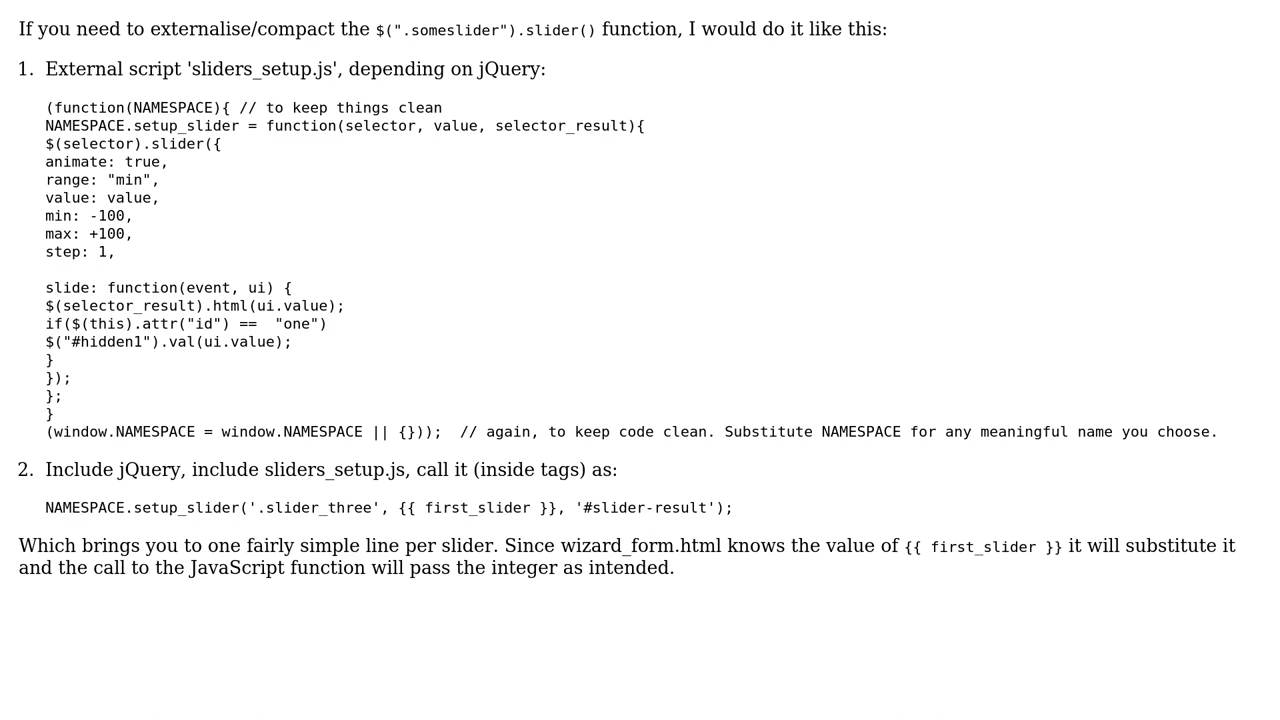 If you need to externalise/compact the $(".someslider").slider() function, I would do it like this:
1. External script 'sliders_setup.js', depending on jQuery:
(function(NAMESPACE){ // to keep things clean
NAMESPACE.setup_slider = function(selector, value, selector_result){
$(selector).slider({
animate: true,
range: "min",
value: value,
min: -100,
max: +100,
step: 1,
slide: function(event, ui) {
$(selector_result).html(ui.value);
if($(this).attr("id") ==  "one")
$("#hidden1").val(ui.value);
}
});
};
}
(window.NAMESPACE = window.NAMESPACE || {}));  // again, to keep code clean. Substitute NAMESPACE for any meaningful name you choose.
2. Include jQuery, include sliders_setup.js, call it (inside tags) as:
NAMESPACE.setup_slider('.slider_three', {{ first_slider }}, '#slider-result');
Which brings you to one fairly simple line per slider. Since wizard_form.html knows the value of {{ first_slider }} it will substitute it
and the call to the JavaScript function will pass the integer as intended.